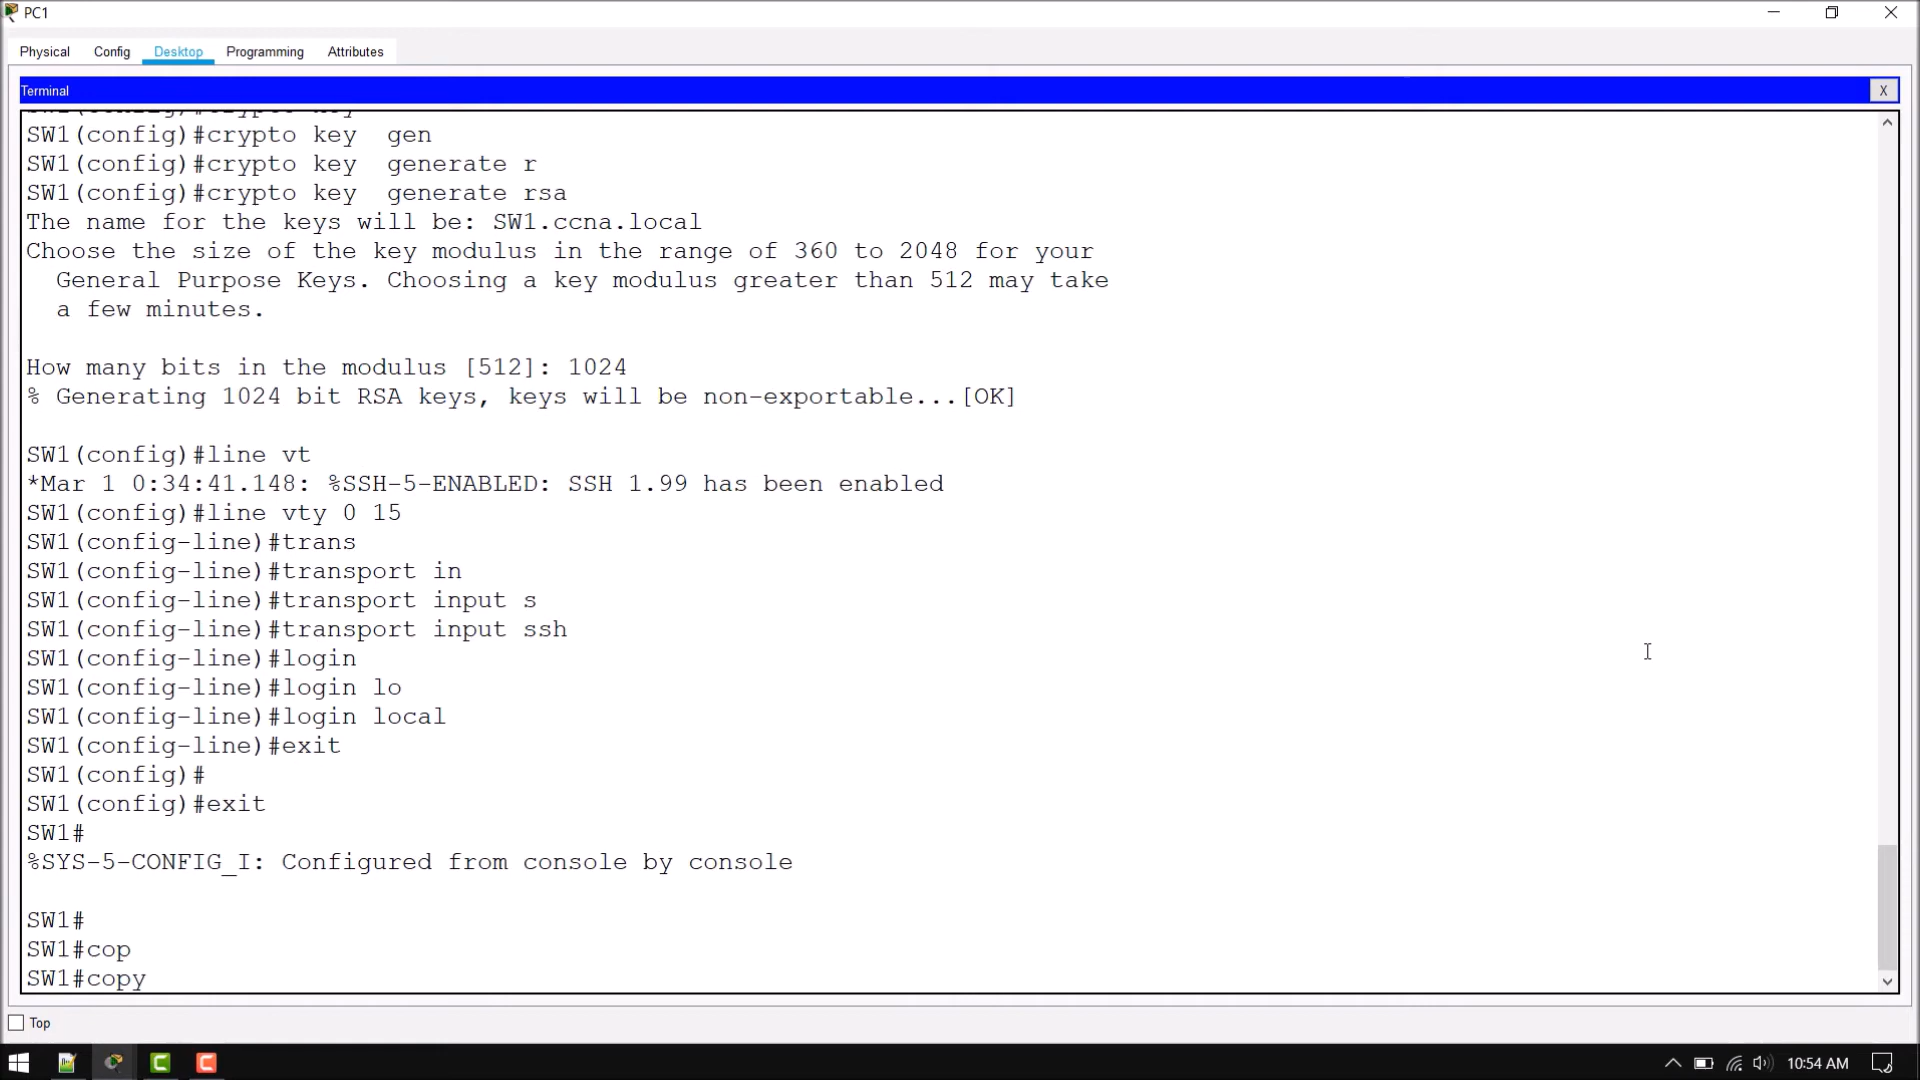 PC1
Physical Config Desktop Programming Attributes
Terminal X
SW1(config)#crypto key
SW1(config)#crypto key  gen
SW1(config)#crypto key  generate r
SW1(config)#crypto key  generate rsa
The name for the keys will be: SW1.ccna.local
Choose the size of the key modulus in the range of 360 to 2048 for your
  General Purpose Keys. Choosing a key modulus greater than 512 may take
  a few minutes.
How many bits in the modulus [512]: 1024
% Generating 1024 bit RSA keys, keys will be non-exportable...[OK]
SW1(config)#line vt
*Mar 1 0:34:41.148: %SSH-5-ENABLED: SSH 1.99 has been enabled
SW1(config)#line vty 0 15
SW1(config-line)#trans
SW1(config-line)#transport in
SW1(config-line)#transport input s
SW1(config-line)#transport input ssh
SW1(config-line)#login
SW1(config-line)#login lo
SW1(config-line)#login local
SW1(config-line)#exit
SW1(config)#
SW1(config)#exit
SW1#
%SYS-5-CONFIG_I: Configured from console by console
SW1#
SW1#cop
SW1#copy
Top
10:54 AM